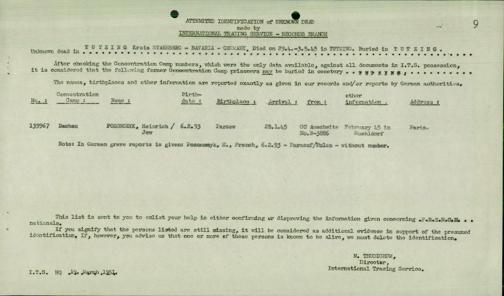 9
ATTEMPTED IDENTIFICATION of UNKNOWN DEAD
made by
INTERNATIONAL TRACING SERVICE - RECORDS BRANCH
Unknown dead in TUTZING Kreis STARNBERG - BAVARIA - GERMANY, Died on 29.4.-3.5.45 in TUTZING. Buried in TUTZING.
After checking the Concentration Camp numbers, which were the only data available, against all documents in I.T.S. possession,
it is considered that the following former Concentration Camp prisoners may be buried in cemetery TUTZING
The names, birthplaces and other information are reported exactly as given in our records and/or reports by German authorities.
No.: Concentration Camp: Name: Birth-date: Birthplace: Arrival: from: other information: Address:
139967 Dachau Heinrich / Jew 6.2.93 28.1.45 CC Auschwitz No.B-3886 February 45 in Muehldorf Paris.
Note: In German grave reports is given: H., French, 6.2.93 - - without number.
This list is sent to you to enlist your help in either confirming or disproving the information given concerning FRENCH
nationals.
If you signify that the persons listed are still missing, it will be considered as additional evidence in support of the presumed
identification. If, however, you advise us that one or more of these persons is known to be alive, we must delete the identification.
Director,
International Tracing Service.
I.T.S. March 1951.